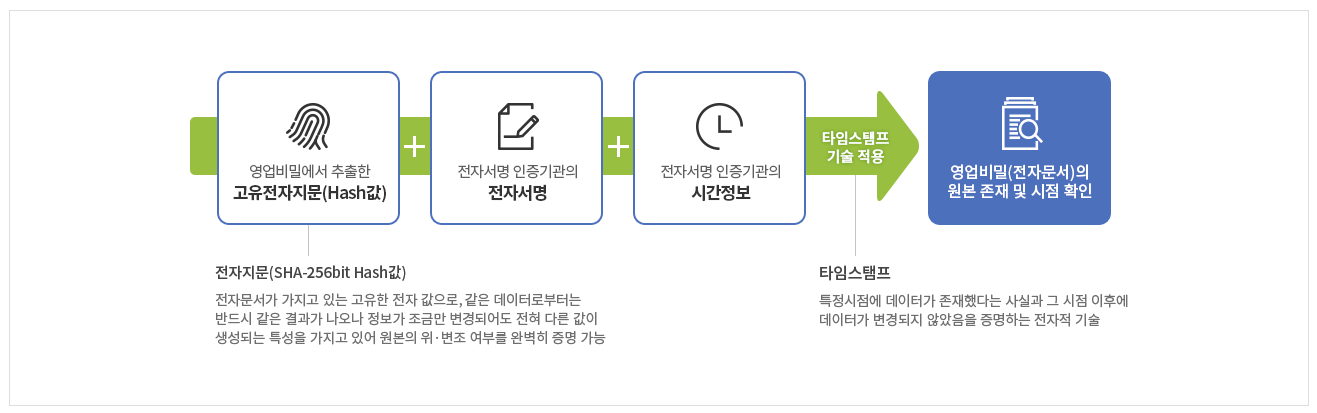 영업비밀에서 추출한
고유전자지문(Hash값)
전자서명 인증기관의
전자서명
전자서명 인증기관의
시간정보
타임스탬프
기술 적용
영업비밀(전자문서)의
원본 존재 및 시점 확인
전자지문(SHA-256bit Hash값)
전자문서가 가지고 있는 고유한 전자 값으로, 같은 데이터로부터는
반드시 같은 결과가 나오나 정보가 조금만 변경되어도 전혀 다른 값이
생성되는 특성을 가지고 있어 원본의 위·변조 여부를 완벽히 증명 가능
타임스탬프
특정시점에 데이터가 존재했다는 사실과 그 시점 이후에
데이터가 변경되지 않았음을 증명하는 전자적 기술